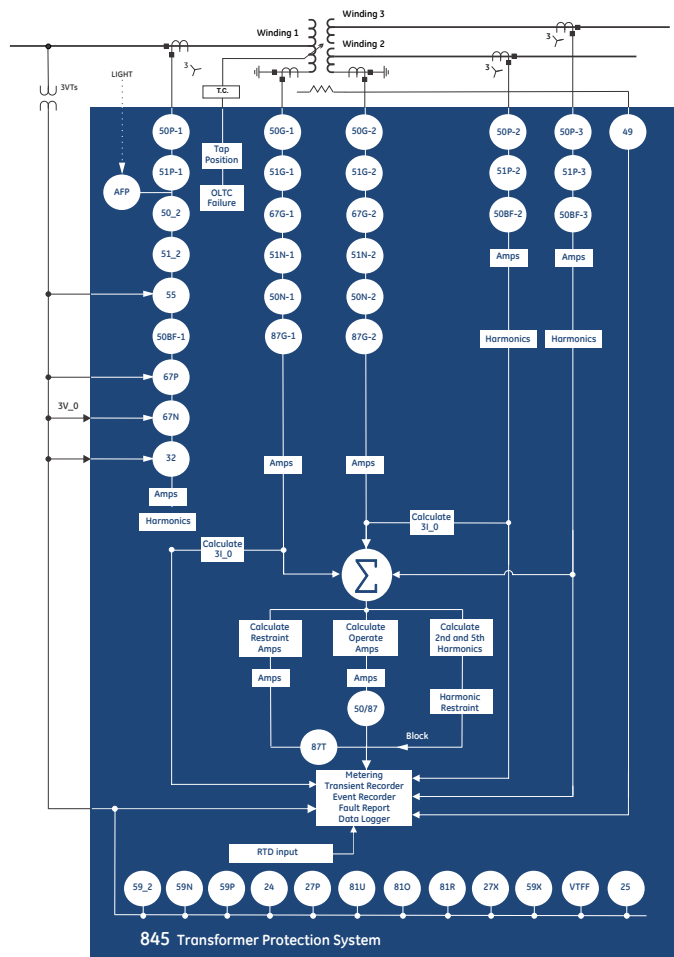 Winding 3
Winding 1
Winding 2
3
3
3
LIGHT
3VTs
T.C.
50P-1
50G-1
50G-2
50P-2
50P-3
49
Tap
Position
51P-1
51G-1
51G-2
51P-2
51P-3
AFP
OLTC
Failure
50_2
67G-1
67G-2
50BF-2
50BF-3
51_2
51N-1
51N-2
Amps
Amps
55
50N-1
50N-2
50BF-1
87G-1
87G-2
Harmonics
Harmonics
67P
3V_0
67N
32
Amps
Amps
Amps
Harmonics
Calculate
3I_0
Calculate
3I_0
Σ
Calculate
Restraint
Amps
Calculate
Operate
Amps
Calculate
2nd and 5th
Harmonics
Amps
Amps
Harmonic
Restraint
50/87
Block
87T
Metering
Transient Recorder
Event Recorder
Fault Report
Data Logger
RTD input
59_2
59N
59P
24
27P
81U
81O
81R
27X
59X
VTFF
25
845 Transformer Protection System